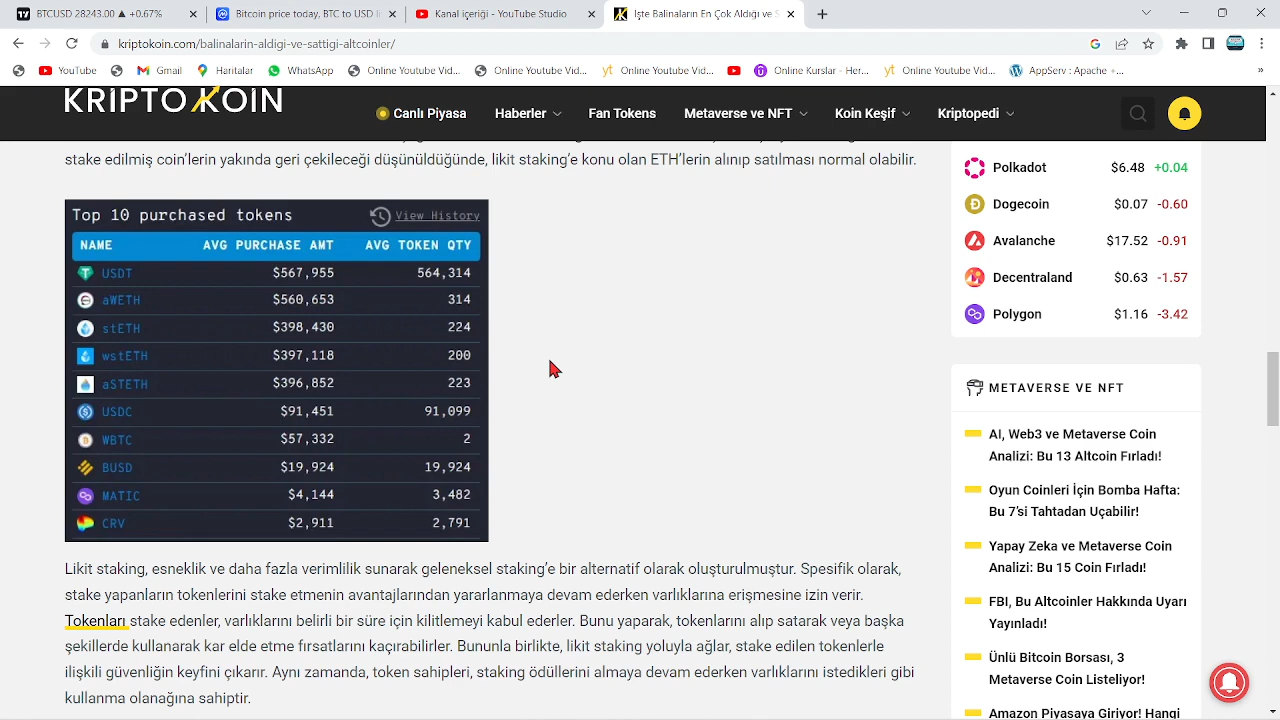 BTCUSD 28243.00 ▲ +0.67%
Bitcoin price today, BTC to USD li
Kanal içeriği - YouTube Studio
İşte Balinaların En Çok Aldığı ve S
kriptokoin.com/balinalarin-aldigi-ve-sattigi-altcoinler/
YouTube
Gmail
Haritalar
WhatsApp
Online Youtube Vid...
Online Youtube Vid...
Online Youtube Vid...
Online Kurslar - Her...
Online Youtube Vid...
AppServ : Apache +...
KRİPTO KOİN
Canlı Piyasa
Haberler
Fan Tokens
Metaverse ve NFT
Koin Keşif
Kriptopedi
stake edilmiş coin'lerin yakında geri çekileceği düşünüldüğünde, likit staking'e konu olan ETH'lerin alınıp satılması normal olabilir.
Top 10 purchased tokens View History
NAME AVG PURCHASE AMT AVG TOKEN QTY
USDT $567,955 564,314
aWETH $560,653 314
stETH $398,430 224
wstETH $397,118 200
aSTETH $396,852 223
USDC $91,451 91,099
WBTC $57,332 2
BUSD $19,924 19,924
MATIC $4,144 3,482
CRV $2,911 2,791
Likit staking, esneklik ve daha fazla verimlilik sunarak geleneksel staking'e bir alternatif olarak oluşturulmuştur. Spesifik olarak,
stake yapanların tokenlerini stake etmenin avantajlarından yararlanmaya devam ederken varlıklarına erişmesine izin verir.
Tokenları stake edenler, varlıklarını belirli bir süre için kilitlemeyi kabul ederler. Bunu yaparak, tokenlarını alıp satarak veya başka
şekillerde kullanarak kar elde etme fırsatlarını kaçırabilirler. Bununla birlikte, likit staking yoluyla ağlar, stake edilen tokenlerle
ilişkili güvenliğin keyfini çıkarır. Aynı zamanda, token sahipleri, staking ödüllerini almaya devam ederken varlıklarını istedikleri gibi
kullanma olanağına sahiptir.
Polkadot $6.48 +0.04
Dogecoin $0.07 -0.60
Avalanche $17.52 -0.91
Decentraland $0.63 -1.57
Polygon $1.16 -3.42
METAVERSE VE NFT
AI, Web3 ve Metaverse Coin
Analizi: Bu 13 Altcoin Fırladı!
Oyun Coinleri İçin Bomba Hafta:
Bu 7'si Tahtadan Uçabilir!
Yapay Zeka ve Metaverse Coin
Analizi: Bu 15 Coin Fırladı!
FBI, Bu Altcoinler Hakkında Uyarı
Yayınladı!
Ünlü Bitcoin Borsası, 3
Metaverse Coin Listeliyor!
Amazon Piyasaya Giriyor! Hangi